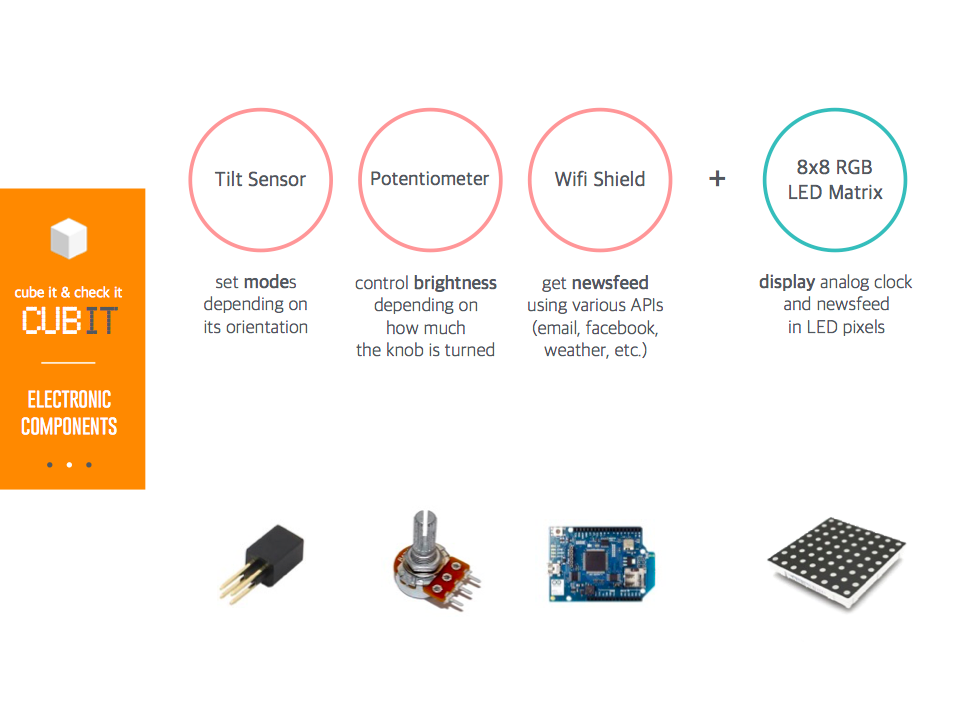 Tilt Sensor
Potentiometer
Wifi Shield
+
8x8 RGB
LED Matrix
set modes
depending on
its orientation
control brightness
depending on
how much
the knob is turned
get newsfeed
using various APIs
(email, facebook,
weather, etc.)
display analog clock
and newsfeed
in LED pixels
cube it & check it
CUBIT
ELECTRONIC
COMPONENTS